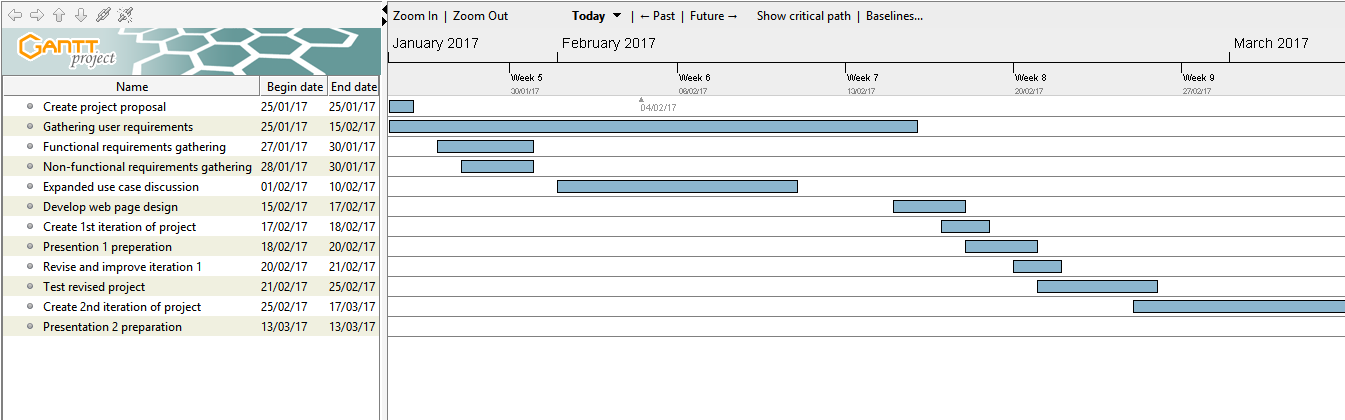 Zoom In | Zoom Out Today | ← Past | Future → Show critical path | Baselines...
GANTT
project
January 2017 February 2017 March 2017
Week 5 Week 6 Week 7 Week 8 Week 9
30/01/17 06/02/17 13/02/17 20/02/17 27/02/17
04/02/17
Name Begin date End date
Create project proposal 25/01/17 25/01/17
Gathering user requirements 25/01/17 15/02/17
Functional requirements gathering 27/01/17 30/01/17
Non-functional requirements gathering 28/01/17 30/01/17
Expanded use case discussion 01/02/17 10/02/17
Develop web page design 15/02/17 17/02/17
Create 1st iteration of project 17/02/17 18/02/17
Presention 1 preperation 18/02/17 20/02/17
Revise and improve iteration 1 20/02/17 21/02/17
Test revised project 21/02/17 25/02/17
Create 2nd iteration of project 25/02/17 17/03/17
Presentation 2 preparation 13/03/17 13/03/17